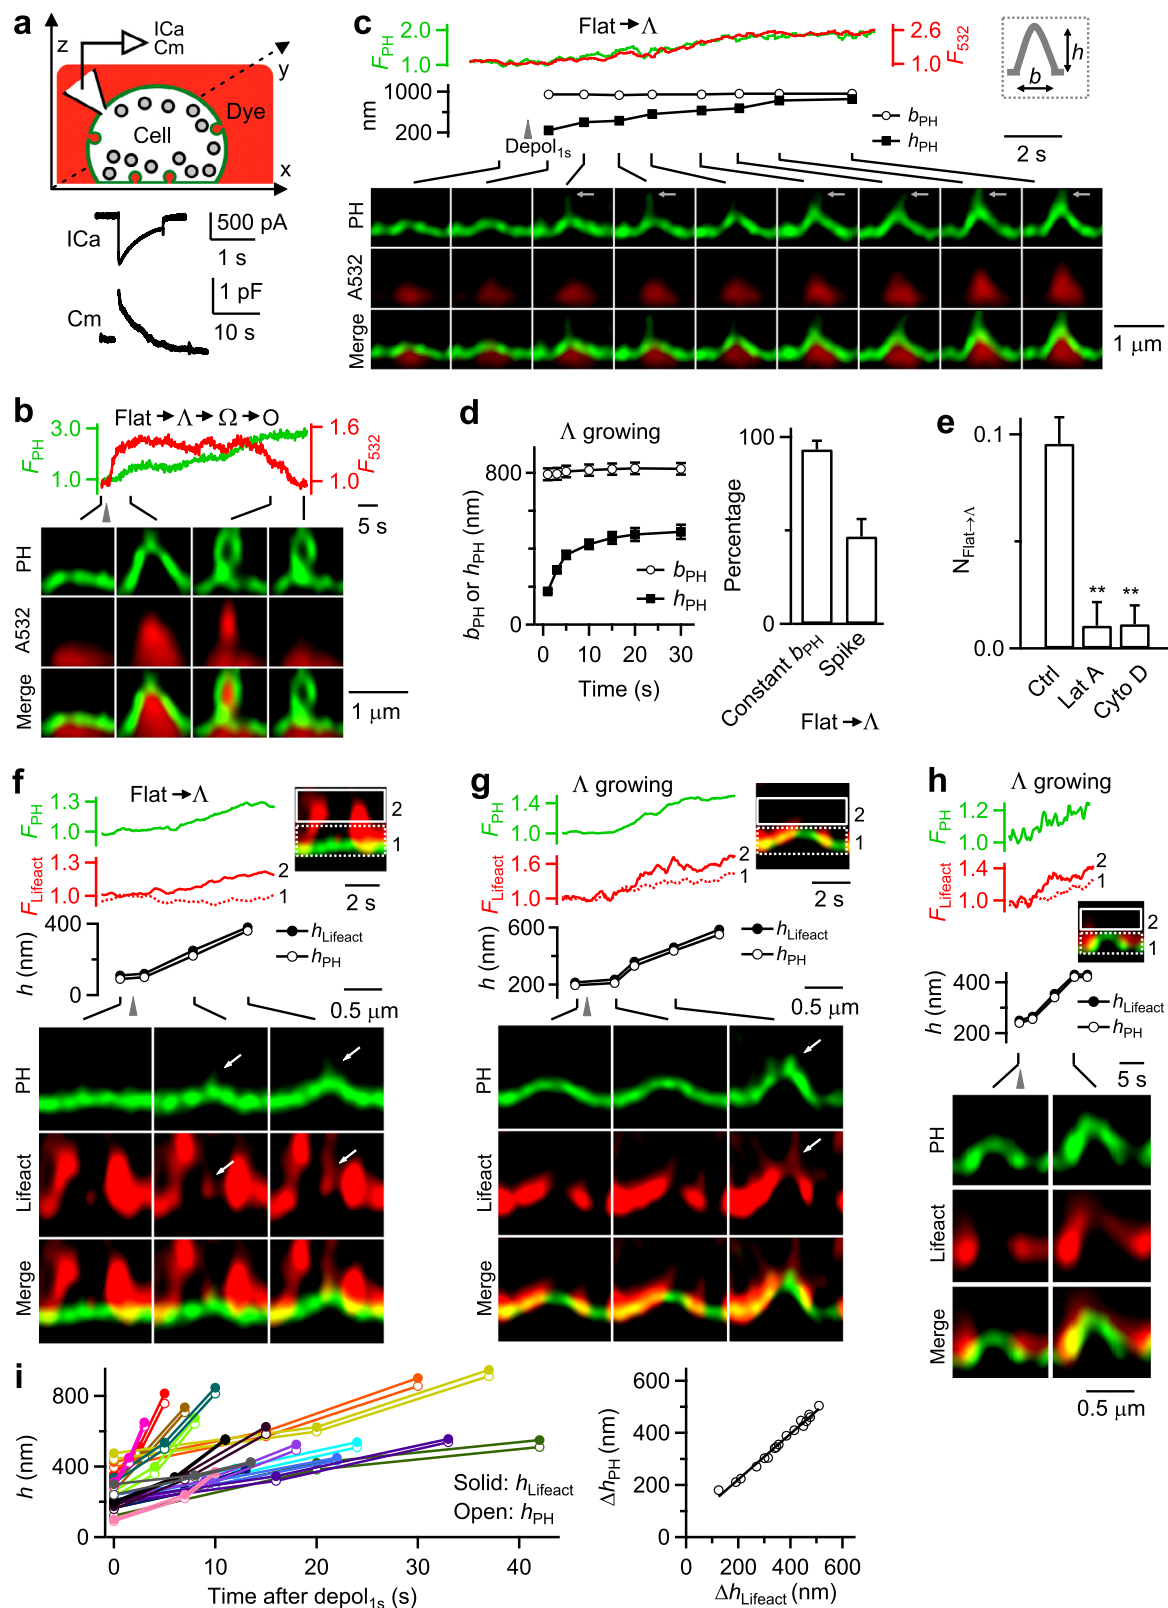 a
z
ICa
Cm
y
Dye
Cell
x
ICa
500 pA
1 s
Cm
1 pF
10 s
b
Flat → Λ → Ω → O
F_PH
3.0
1.0
1.6
1.0
F_532
5 s
PH
A532
Merge
1 μm
c
Flat → Λ
F_PH
2.0
1.0
2.6
1.0
F_532
h
b
nm
1000
200
b_PH
h_PH
Depol_1s
2 s
PH
A532
Merge
1 μm
d
Λ growing
b_PH or h_PH (nm)
800
400
0
b_PH
h_PH
0 10 20 30
Time (s)
Percentage
100
50
0
Constant b_PH
Spike
Flat → Λ
e
N_Flat→Λ
0.1
0.0
** **
Ctrl
Lat A
Cyto D
f
Flat → Λ
F_PH
1.3
1.0
2
1
F_Lifeact
1.3
1.0
2
1
2 s
h (nm)
400
0
h_Lifeact
h_PH
0.5 μm
PH
Lifeact
Merge
g
Λ growing
F_PH
1.4
1.0
2
1
F_Lifeact
1.6
1.0
2
1
2 s
h (nm)
600
200
h_Lifeact
h_PH
0.5 μm
PH
Lifeact
Merge
h
Λ growing
F_PH
1.2
1.0
F_Lifeact
1.4
1.0
2
1
2
1
h (nm)
400
200
h_Lifeact
h_PH
5 s
PH
Lifeact
Merge
0.5 μm
i
h (nm)
800
400
0
Solid: h_Lifeact
Open: h_PH
0 10 20 30 40
Time after depol_1s (s)
Δh_PH (nm)
600
400
200
0
0 200 400 600
Δh_Lifeact (nm)